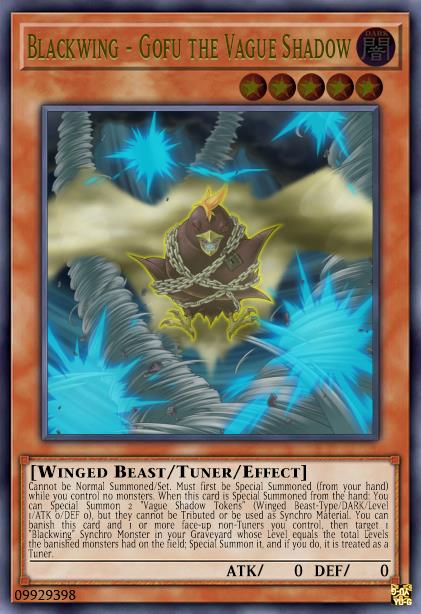 Blackwing - Gofu the Vague Shadow
DARK
闇
[Winged Beast/Tuner/Effect]
Cannot be Normal Summoned/Set. Must first be Special Summoned (from your hand)
while you control no monsters. When this card is Special Summoned from the hand: You
can Special Summon 2 "Vague Shadow Tokens" (Winged Beast-Type/DARK/Level
1/ATK 0/DEF 0), but they cannot be Tributed or be used as Synchro Material. You can
banish this card and 1 or more face-up non-Tuners you control, then target 1
"Blackwing" Synchro Monster in your Graveyard whose Level equals the total Levels
the banished monsters had on the field; Special Summon it, and if you do, it is treated as a
Tuner.
ATK/ 0 DEF/ 0
09929398